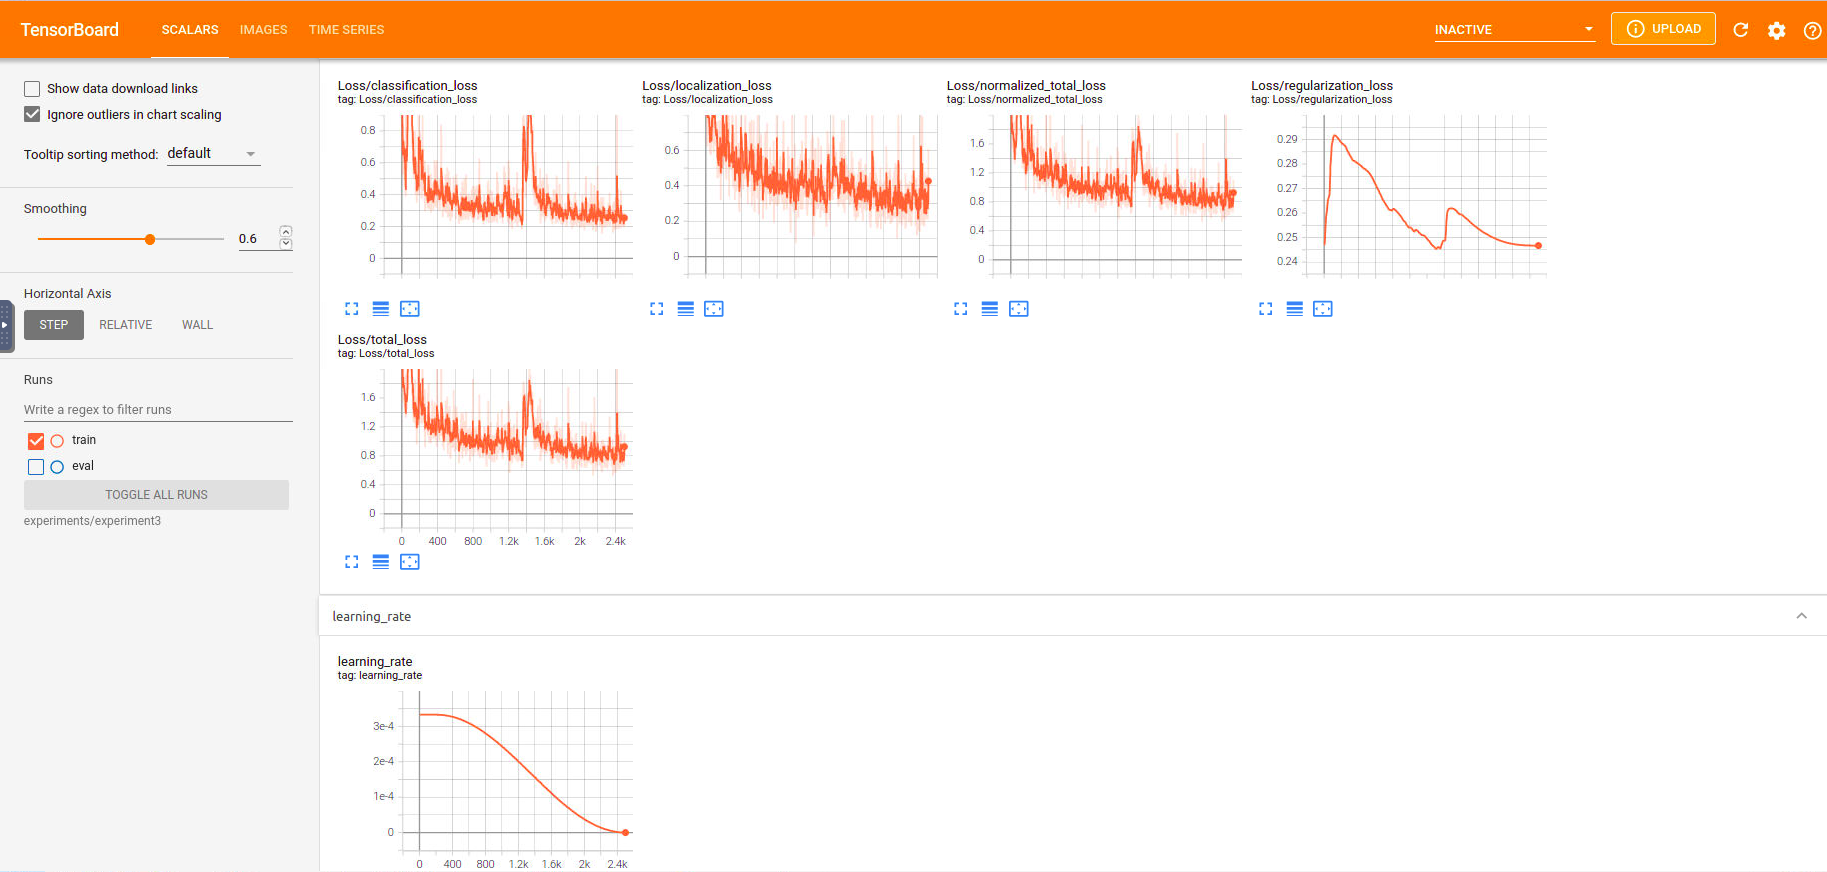 TensorBoard SCALARS IMAGES TIME SERIES INACTIVE UPLOAD
Show data download links
Ignore outliers in chart scaling
Tooltip sorting method: default
Smoothing
0.6
Horizontal Axis
STEP RELATIVE WALL
Runs
Write a regex to filter runs
train
eval
TOGGLE ALL RUNS
experiments/experiment3
Loss/classification_loss
tag: Loss/classification_loss
0.8
0.6
0.4
0.2
0
Loss/localization_loss
tag: Loss/localization_loss
0.6
0.4
0.2
0
Loss/normalized_total_loss
tag: Loss/normalized_total_loss
1.6
1.2
0.8
0.4
0
Loss/regularization_loss
tag: Loss/regularization_loss
0.29
0.28
0.27
0.26
0.25
0.24
Loss/total_loss
tag: Loss/total_loss
1.6
1.2
0.8
0.4
0
0 400 800 1.2k 1.6k 2k 2.4k
learning_rate
learning_rate
tag: learning_rate
3e-4
2e-4
1e-4
0
0 400 800 1.2k 1.6k 2k 2.4k